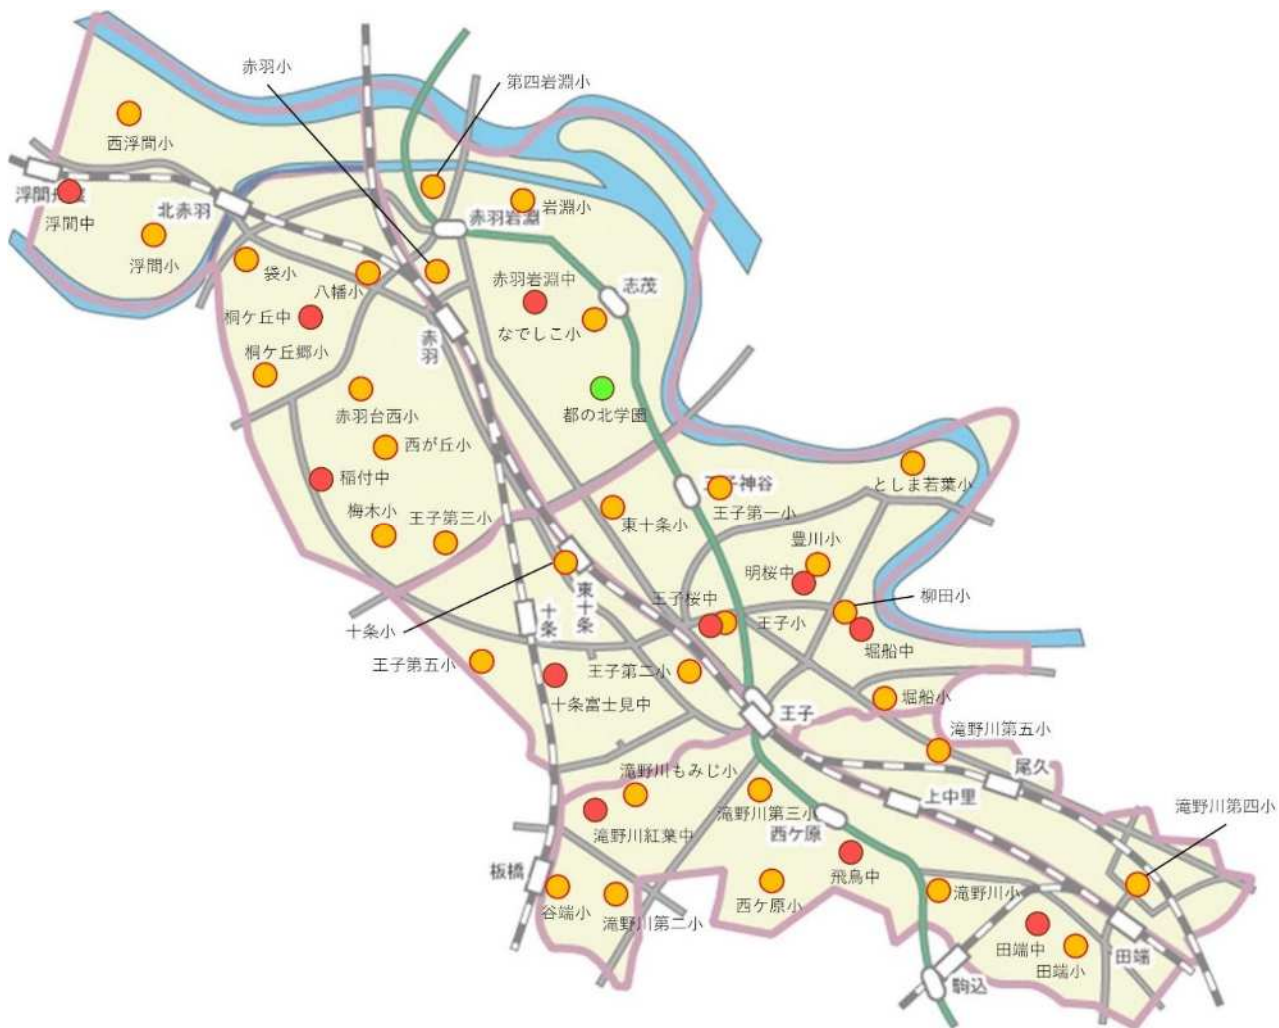 赤羽小
第四岩淵小
西浮間小
浮間中
北赤羽
浮間小
袋小
八幡小
赤羽岩淵
岩淵小
赤羽岩淵中
志茂
なでしこ小
桐ケ丘中
赤羽
桐ケ丘郷小
赤羽台西小
都の北学園
西が丘小
稲付中
としま若葉小
梅木小
王子第三小
東十条小
王子神谷
王子第一小
豊川小
明桜中
柳田小
東十条
十条
十条小
王子桜中
王子小
堀船中
王子第五小
王子第二小
十条富士見中
堀船小
王子
滝野川第五小
尾久
滝野川もみじ小
滝野川第三小
上中里
滝野川第四小
滝野川紅葉中
西ケ原
板橋
飛鳥中
谷端小
滝野川第二小
西ケ原小
滝野川小
田端中
田端小
田端
駒込